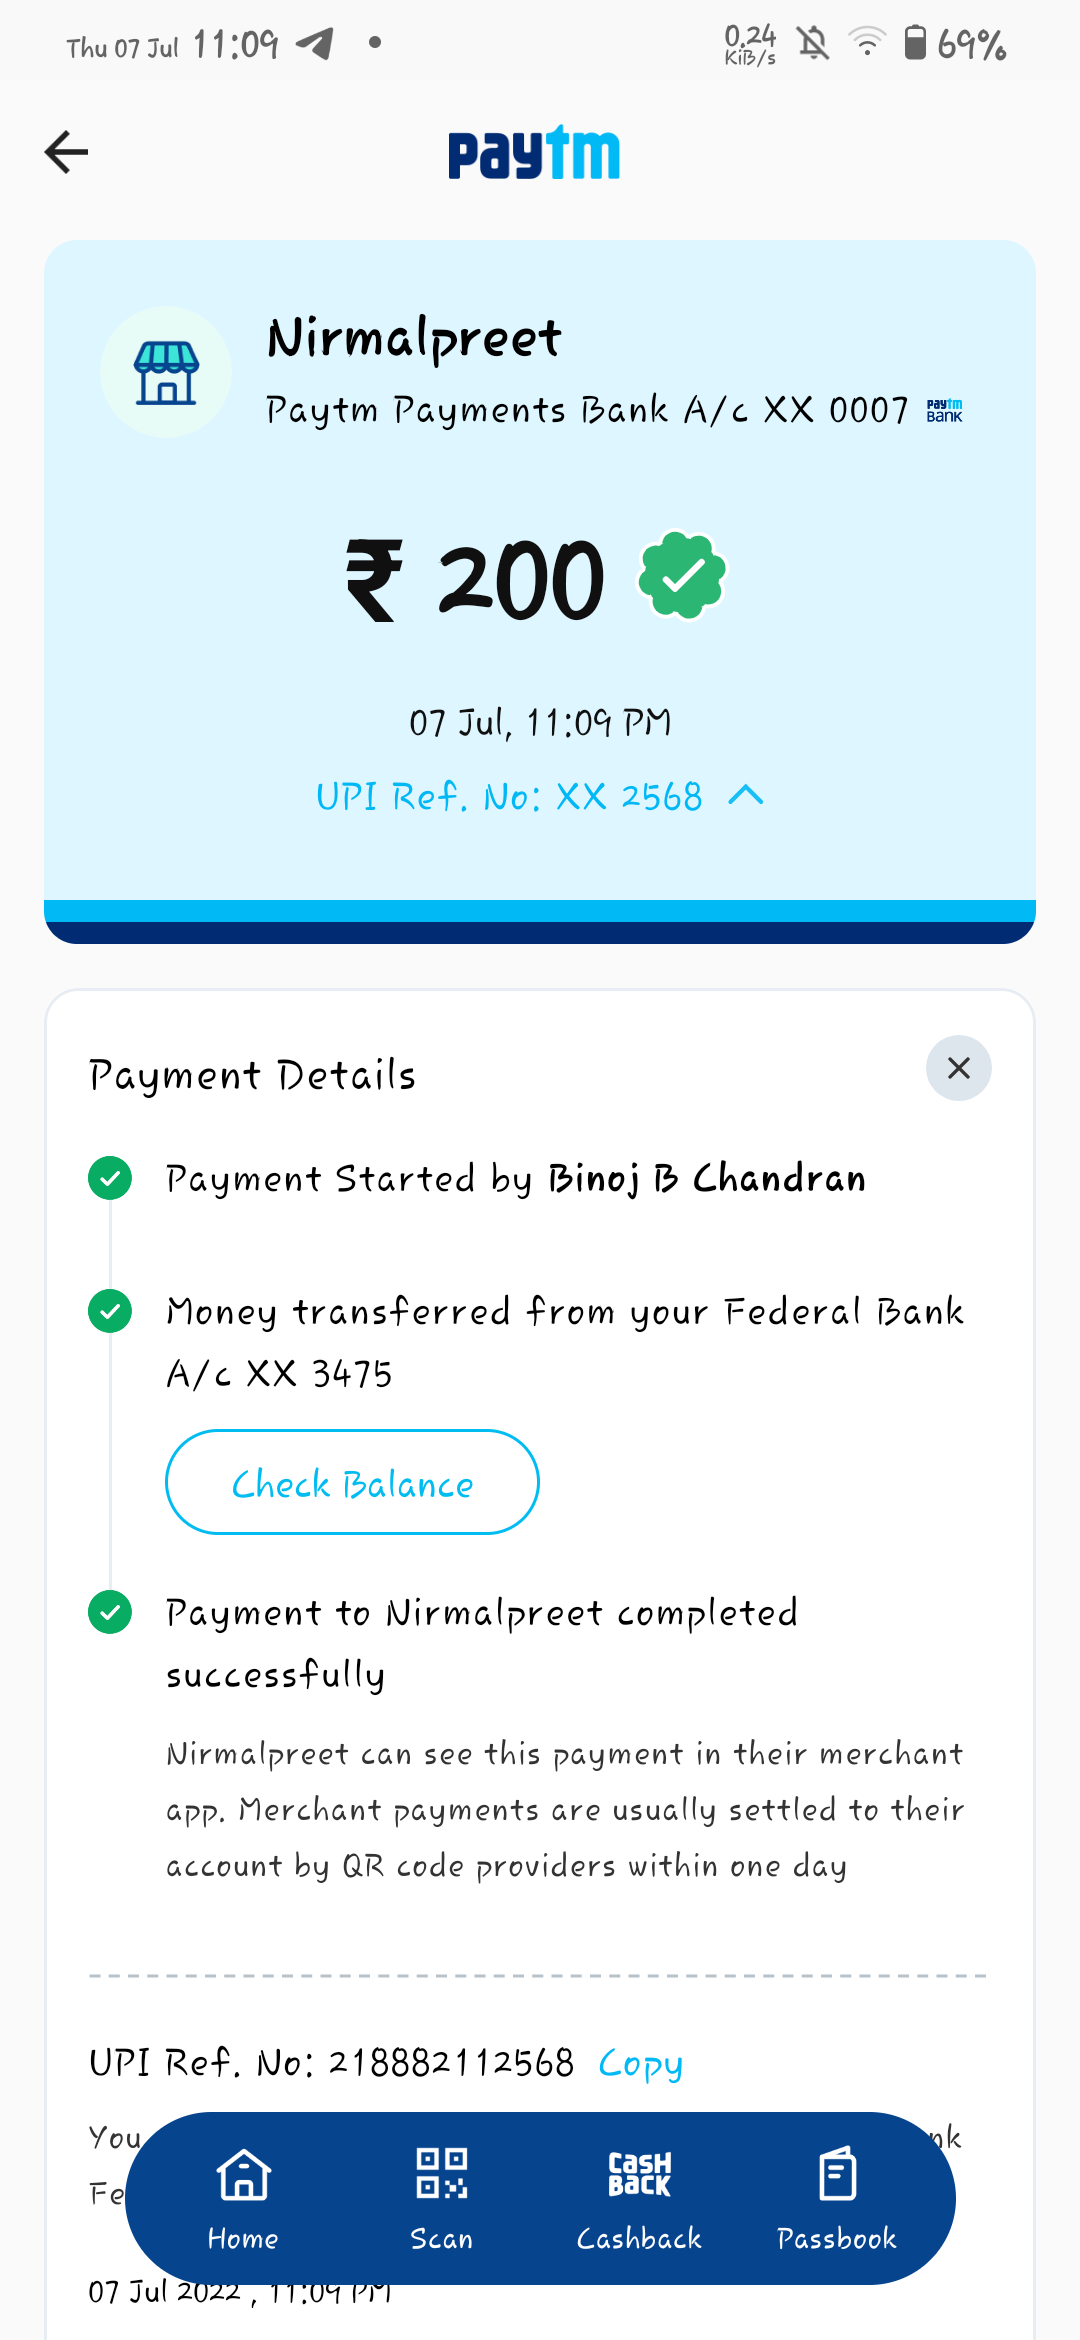 Thu 07 Jul 11:09 0.24 KiB/s 69%
paytm
Nirmalpreet
Paytm Payments Bank A/c XX 0007 paytm BANK
₹ 200
07 Jul, 11:09 PM
UPI Ref. No: XX 2568
Payment Details
Payment Started by Binoj B Chandran
Money transferred from your Federal Bank
A/c XX 3475
Check Balance
Payment to Nirmalpreet completed
successfully
Nirmalpreet can see this payment in their merchant
app. Merchant payments are usually settled to their
account by QR code providers within one day
UPI Ref. No: 218882112568 Copy
You
CASH BACK
Home Scan Cashback Passbook
07 Jul 2022 , 11:09 PM